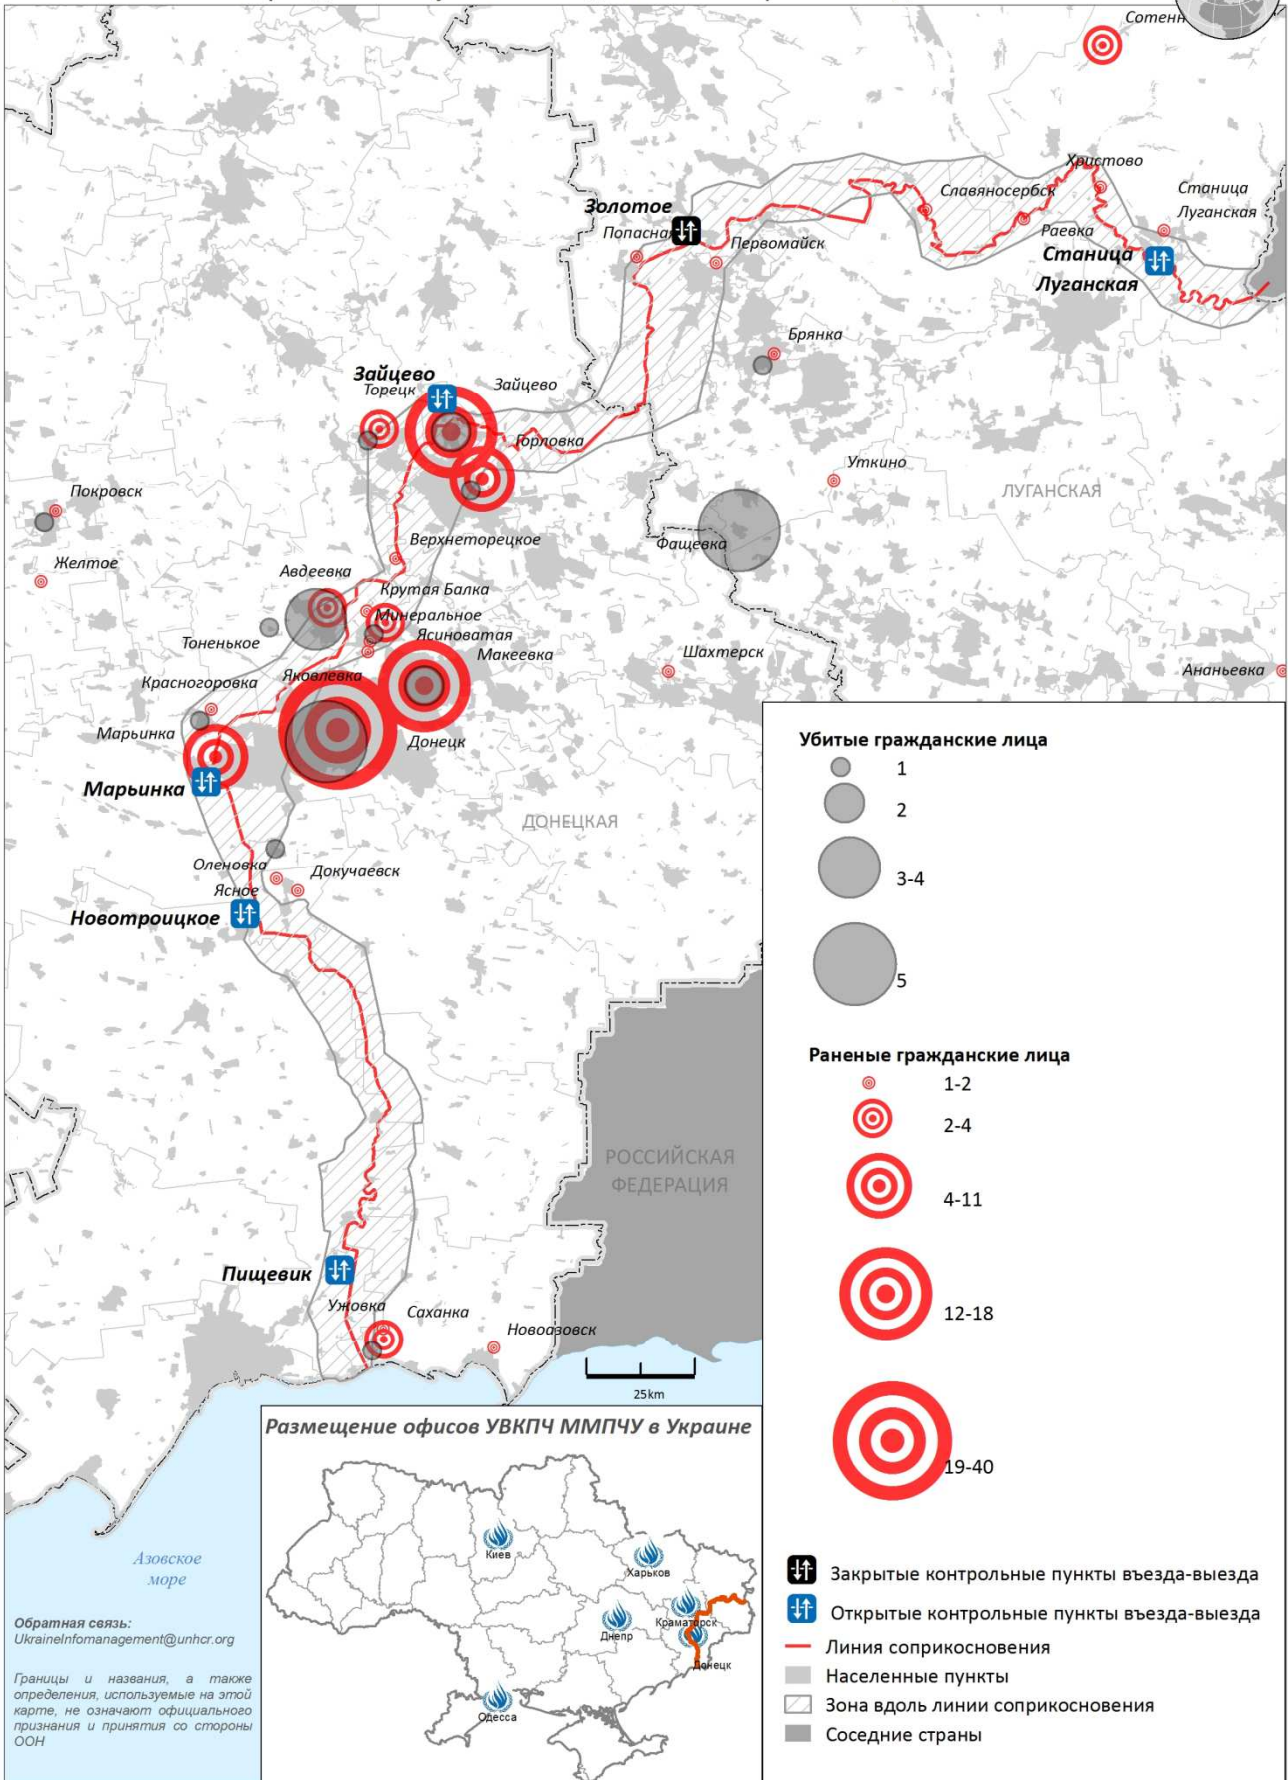 Сотенн
Христово
Славяносербск
Станица
Луганская
Золотое
Попасная
Первомайск
Раевка
Станица
Луганская
Брянка
Зайцево
Торецк
Зайцево
Горловка
Уткино
ЛУГАНСКАЯ
Покровск
Верхнеторецкое
Фащевка
Желтое
Авдеевка
Крутая Балка
Минеральное
Тоненькое
Ясиноватая
Макеевка
Шахтерск
Ананьевка
Красногоровка
Яковлевка
Марьинка
Донецк
Марьинка
ДОНЕЦКАЯ
Оленовка
Докучаевск
Ясное
Новотроицкое
РОССИЙСКАЯ
ФЕДЕРАЦИЯ
Пищевик
Ужовка
Саханка
Новоазовск
25km
Азовское
море
Обратная связь:
UkraineInfomanagement@unhcr.org
Границы и названия, а также
определения, используемые на этой
карте, не означают официального
признания и принятия со стороны
ООН
Размещение офисов УВКПЧ ММПЧУ в Украине
Киев
Харьков
Краматорск
Днепр
Донецк
Одесса
Убитые гражданские лица
1
2
3-4
5
Раненые гражданские лица
1-2
2-4
4-11
12-18
19-40
Закрытые контрольные пункты въезда-выезда
Открытые контрольные пункты въезда-выезда
Линия соприкосновения
Населенные пункты
Зона вдоль линии соприкосновения
Соседние страны